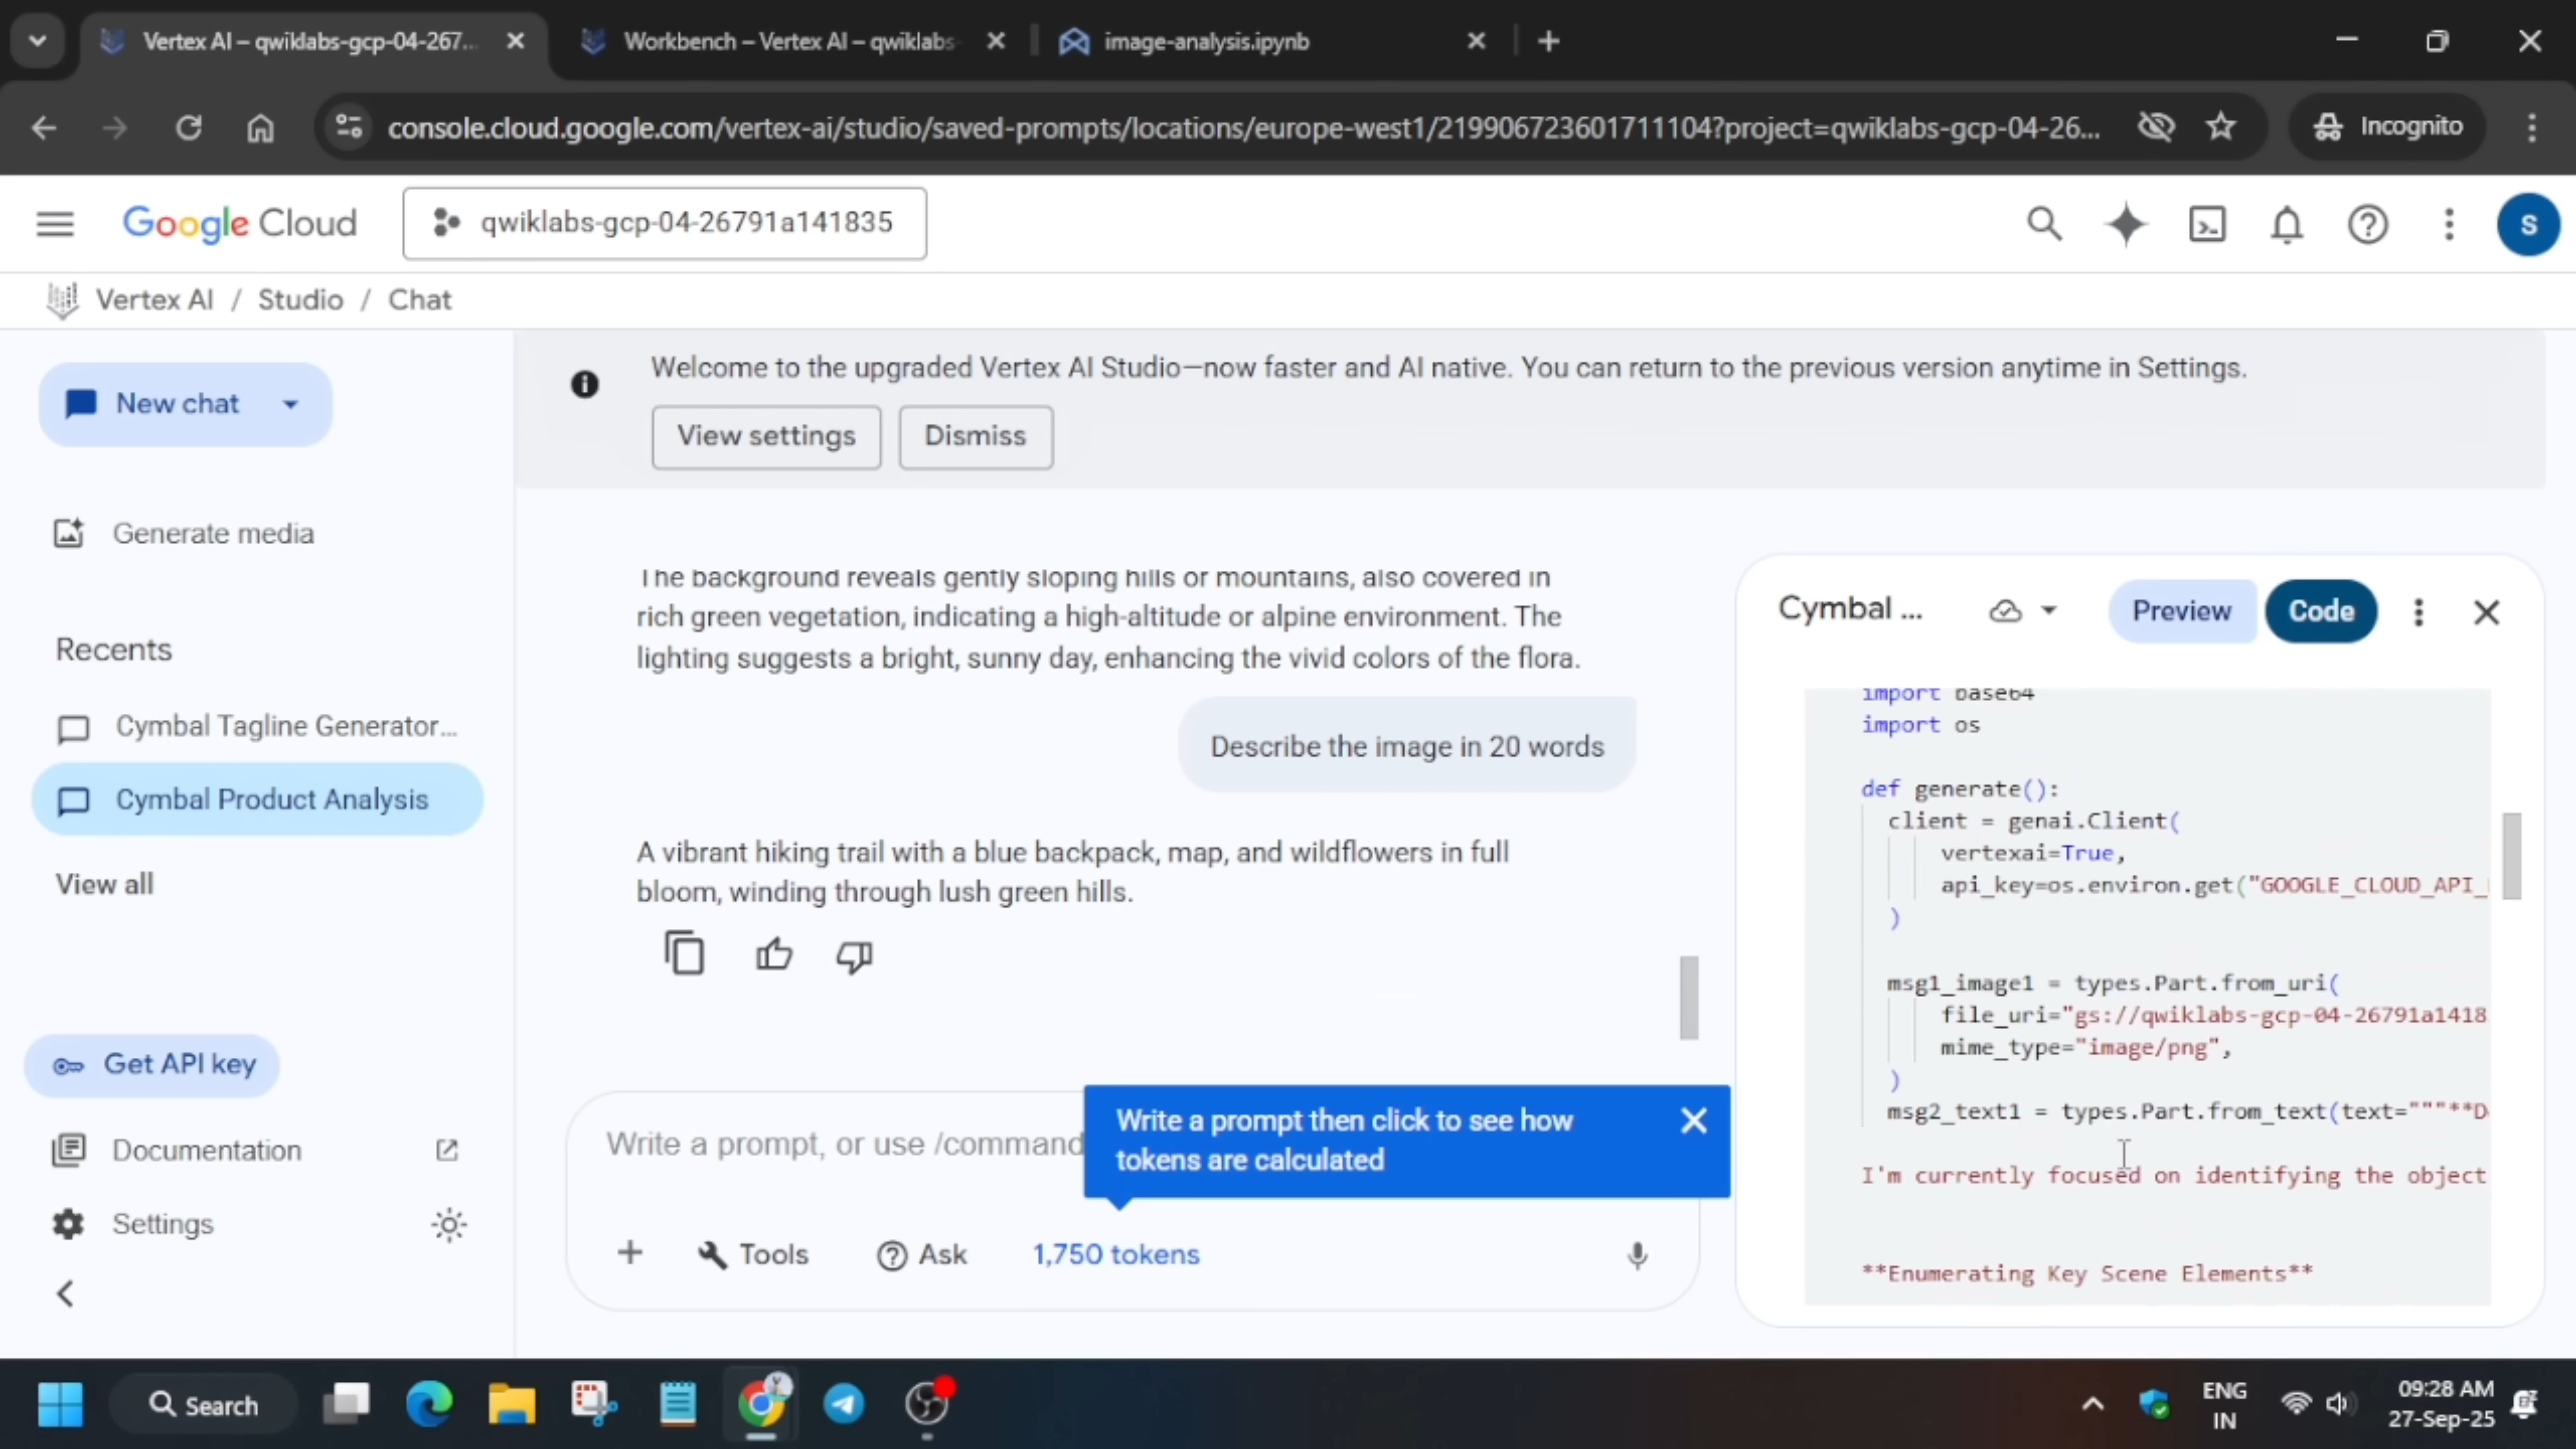 Vertex AI – qwiklabs-gcp-04-267...
Workbench – Vertex AI – qwiklabs-
image-analysis.ipynb
console.cloud.google.com/vertex-ai/studio/saved-prompts/locations/europe-west1/219906723601711104?project=qwiklabs-gcp-04-26...
Incognito
Google Cloud
qwiklabs-gcp-04-26791a141835
S
Vertex AI / Studio / Chat
New chat
Generate media
Recents
Cymbal Tagline Generator...
Cymbal Product Analysis
View all
Get API key
Documentation
Settings
Welcome to the upgraded Vertex AI Studio—now faster and AI native. You can return to the previous version anytime in Settings.
View settings
Dismiss
The background reveals gently sloping hills or mountains, also covered in
rich green vegetation, indicating a high-altitude or alpine environment. The
lighting suggests a bright, sunny day, enhancing the vivid colors of the flora.
Describe the image in 20 words
A vibrant hiking trail with a blue backpack, map, and wildflowers in full
bloom, winding through lush green hills.
Write a prompt, or use /command
Write a prompt then click to see how
tokens are calculated
Tools
Ask
1,750 tokens
Cymbal ...
Preview
Code
import base64
import os
def generate():
client = genai.Client(
vertexai=True,
api_key=os.environ.get("GOOGLE_CLOUD_API_
)
msg1_image1 = types.Part.from_uri(
file_uri="gs://qwiklabs-gcp-04-26791a1418
mime_type="image/png",
)
msg2_text1 = types.Part.from_text(text="""**D
I'm currently focused on identifying the object
**Enumerating Key Scene Elements**
Search
ENG
IN
09:28 AM
27-Sep-25